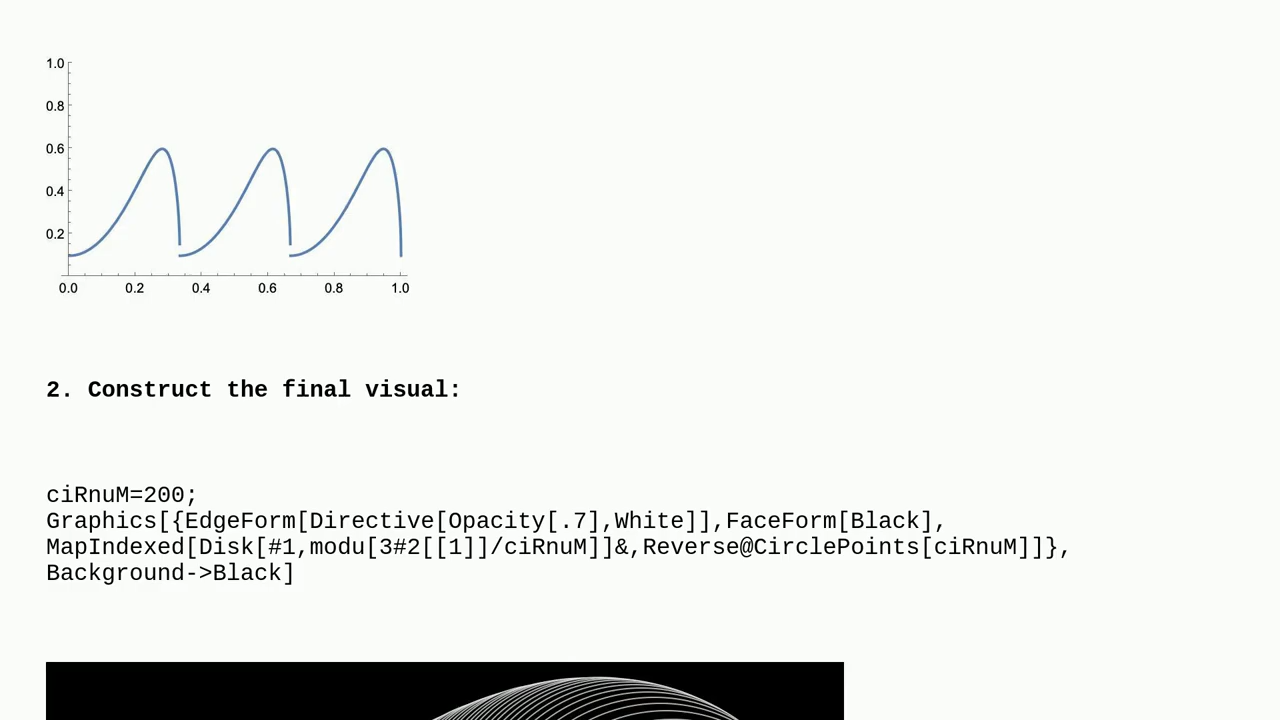 1.0
0.8
0.6
0.4
0.2
0.0 0.2 0.4 0.6 0.8 1.0
2. Construct the final visual:
ciRnuM=200;
Graphics[{EdgeForm[Directive[Opacity[.7],White]],FaceForm[Black],
MapIndexed[Disk[#1,modu[3#2[[1]]/ciRnuM]]&,Reverse@CirclePoints[ciRnuM]]},
Background->Black]